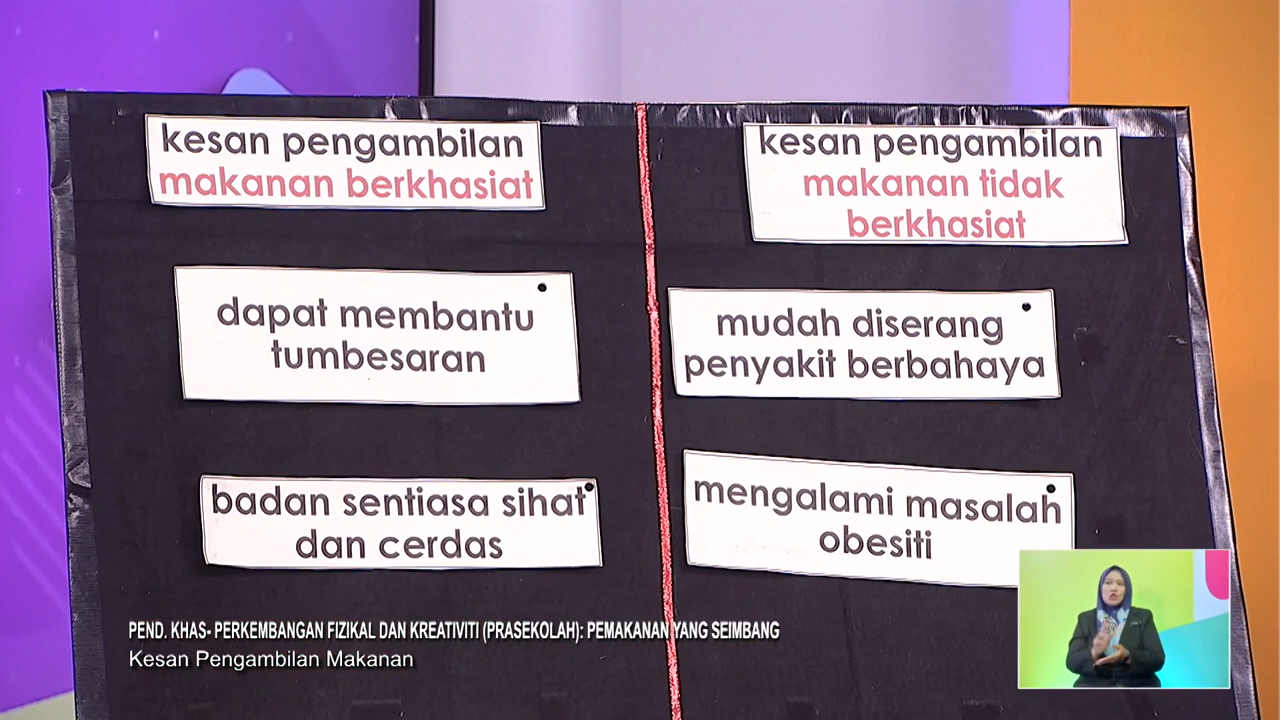 kesan pengambilan
makanan berkhasiat
dapat membantu
tumbesaran
badan sentiasa sihat
dan cerdas
kesan pengambilan
makanan tidak
berkhasiat
mudah diserang
penyakit berbahaya
mengalami masalah
obesiti
PEND. KHAS- PERKEMBANGAN FIZIKAL DAN KREATIVITI (PRASEKOLAH): PEMAKANAN YANG SEIMBANG
Kesan Pengambilan Makanan